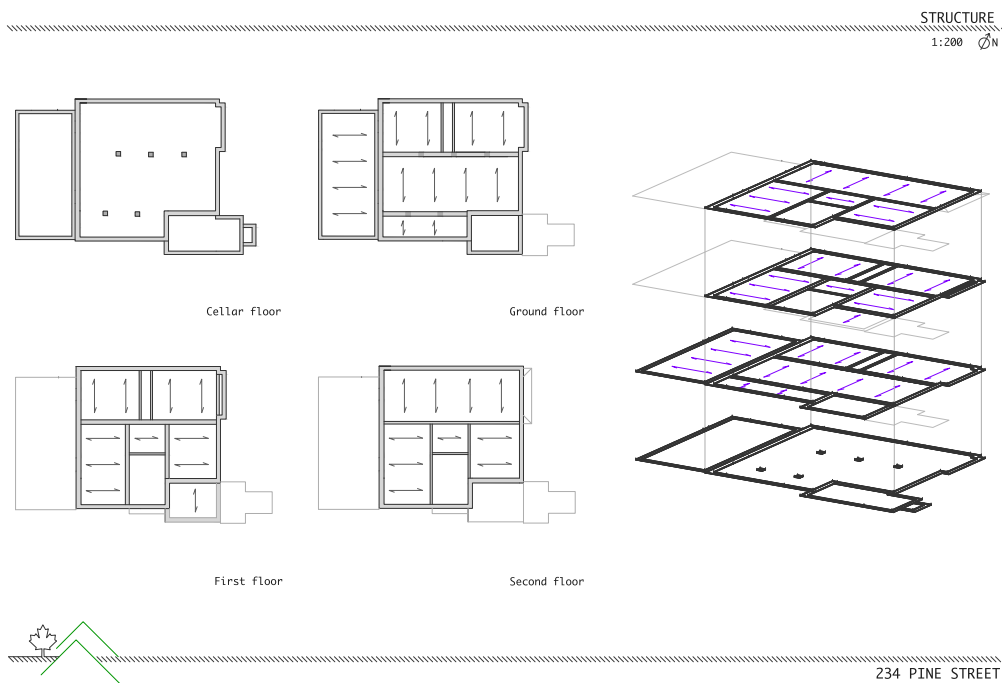 STRUCTURE
1:200 N
Cellar floor
Ground floor
First floor
Second floor
234 PINE STREET